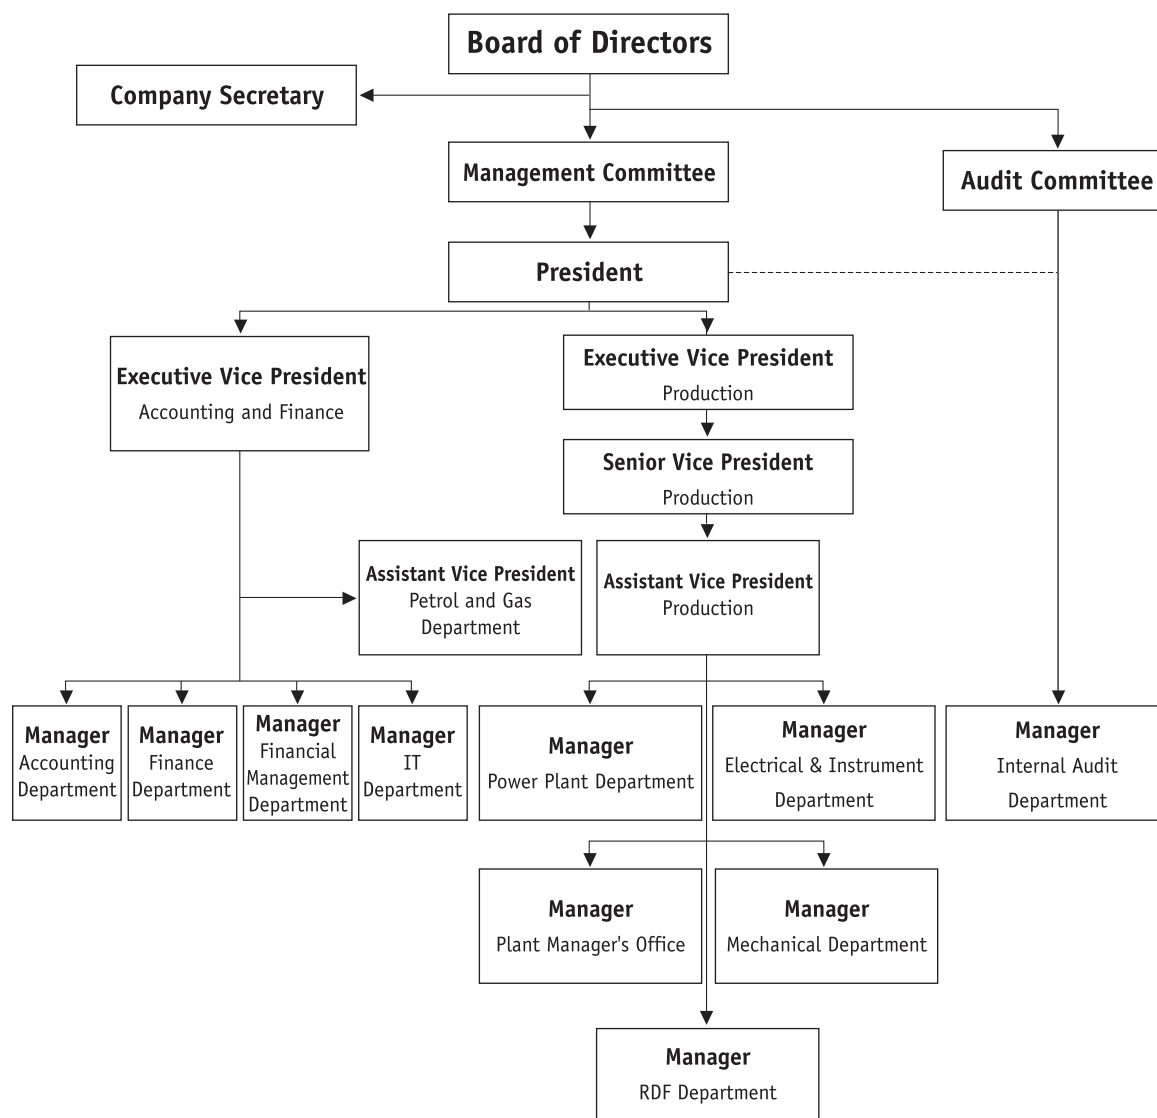 Board of Directors
Company Secretary
Management Committee
Audit Committee
President
Executive Vice President
Accounting and Finance
Executive Vice President
Production
Senior Vice President
Production
Assistant Vice President
Petrol and Gas
Department
Assistant Vice President
Production
Manager
Accounting
Department
Manager
Finance
Department
Manager
Financial
Management
Department
Manager
IT
Department
Manager
Power Plant Department
Manager
Electrical & Instrument
Department
Manager
Internal Audit
Department
Manager
Plant Manager's Office
Manager
Mechanical Department
Manager
RDF Department